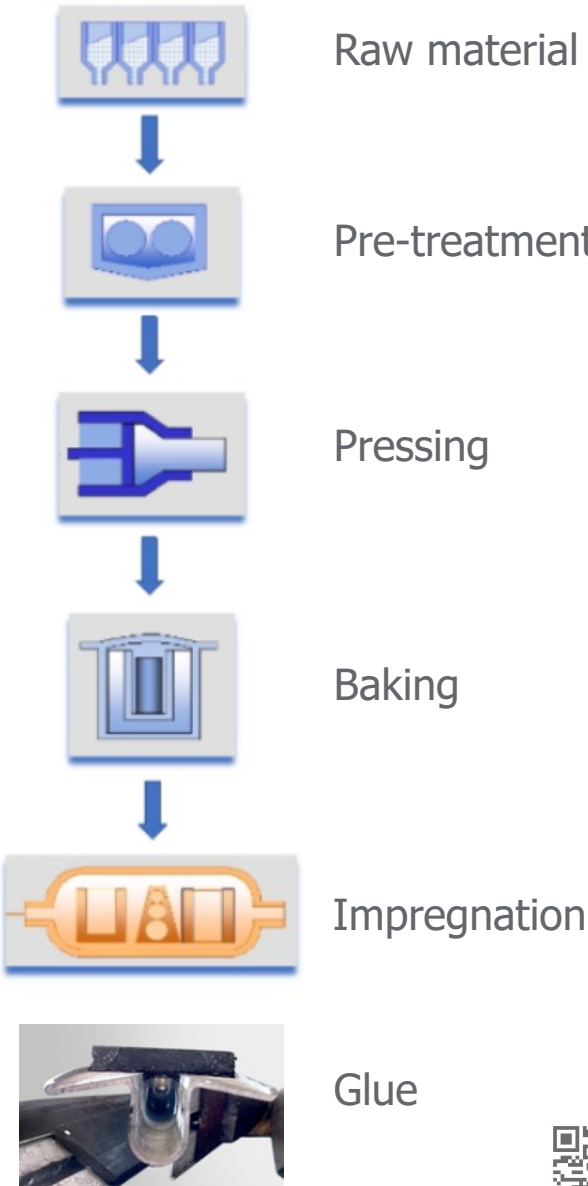 Raw material
Pre-treatment
Pressing
Baking
Impregnation
Glue